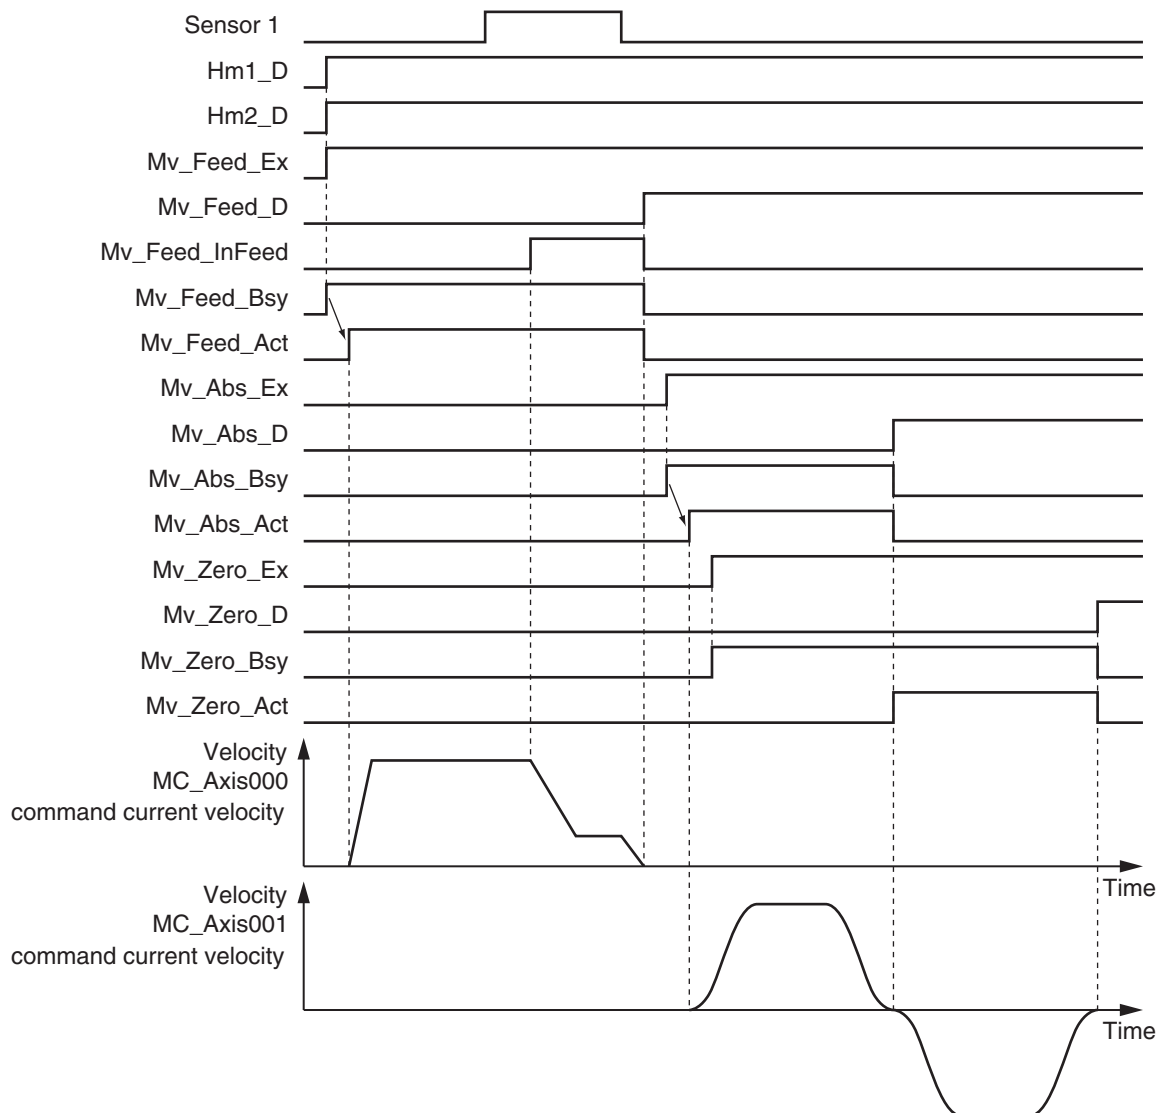 Sensor 1
Hm1_D
Hm2_D
Mv_Feed_Ex
Mv_Feed_D
Mv_Feed_InFeed
Mv_Feed_Bsy
Mv_Feed_Act
Mv_Abs_Ex
Mv_Abs_D
Mv_Abs_Bsy
Mv_Abs_Act
Mv_Zero_Ex
Mv_Zero_D
Mv_Zero_Bsy
Mv_Zero_Act
Velocity
MC_Axis000
command current velocity
Time
Velocity
MC_Axis001
command current velocity
Time